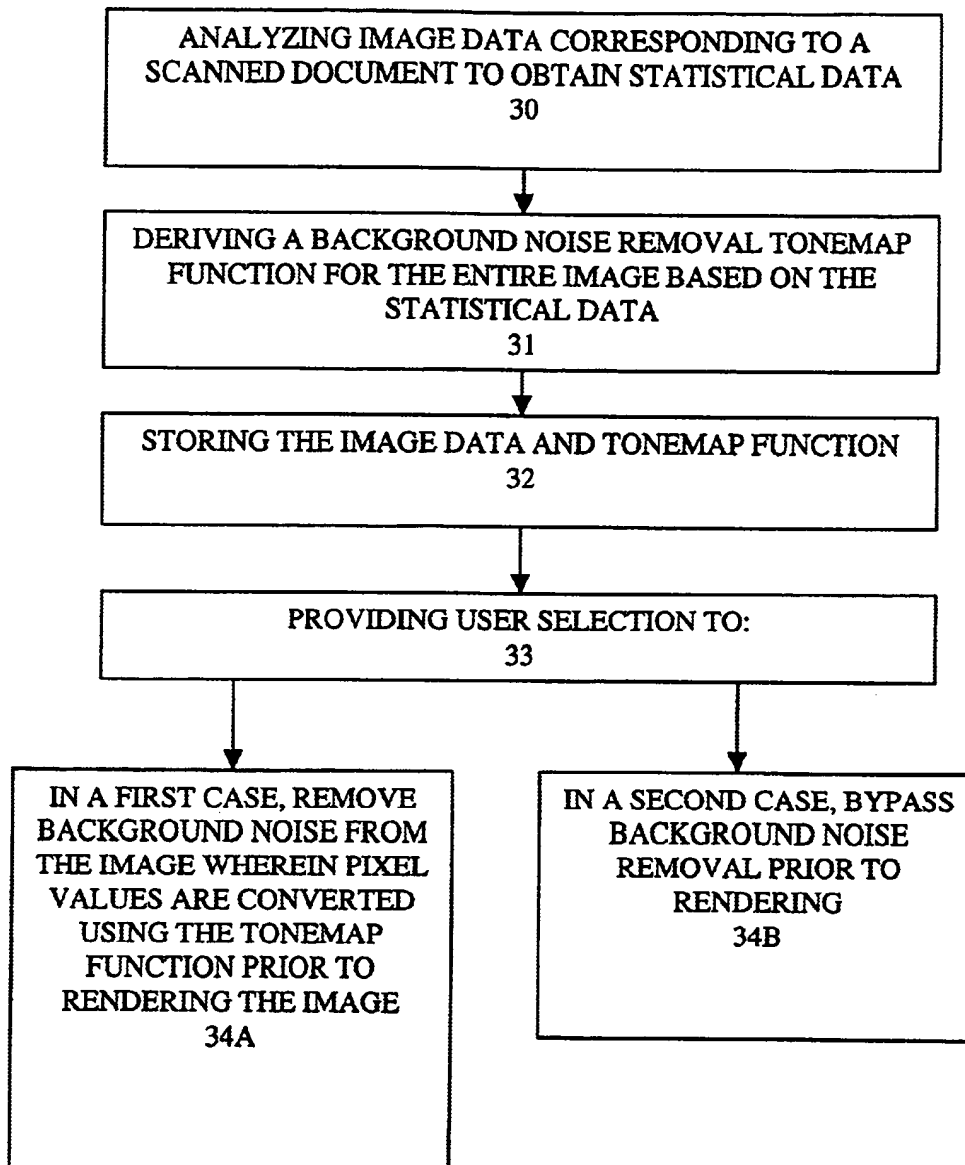 ANALYZING IMAGE DATA CORRESPONDING TO A
SCANNED DOCUMENT TO OBTAIN STATISTICAL DATA
30
DERIVING A BACKGROUND NOISE REMOVAL TONEMAP
FUNCTION FOR THE ENTIRE IMAGE BASED ON THE
STATISTICAL DATA
31
STORING THE IMAGE DATA AND TONEMAP FUNCTION
32
PROVIDING USER SELECTION TO:
33
IN A FIRST CASE, REMOVE
BACKGROUND NOISE FROM
THE IMAGE WHEREIN PIXEL
VALUES ARE CONVERTED
USING THE TONEMAP
FUNCTION PRIOR TO
RENDERING THE IMAGE
34A
IN A SECOND CASE, BYPASS
BACKGROUND NOISE
REMOVAL PRIOR TO
RENDERING
34B